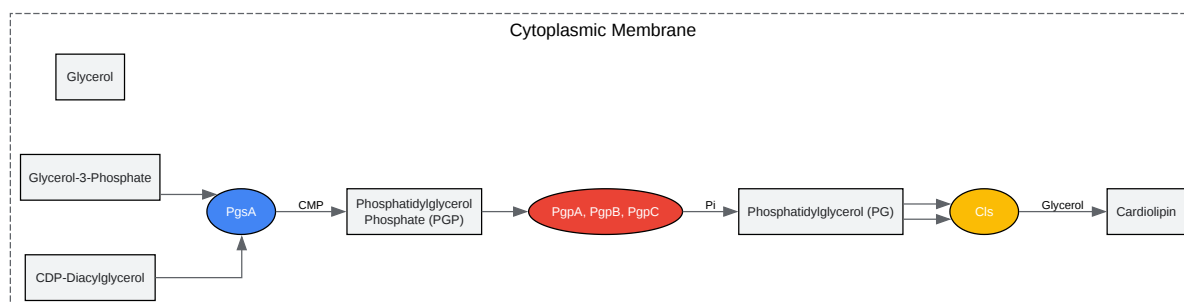 Cytoplasmic Membrane
Glycerol
Glycerol-3-Phosphate
CDP-Diacylglycerol
PgsA
CMP
Phosphatidylglycerol
Phosphate (PGP)
PgpA, PgpB, PgpC
Pi
Phosphatidylglycerol (PG)
Cls
Glycerol
Cardiolipin